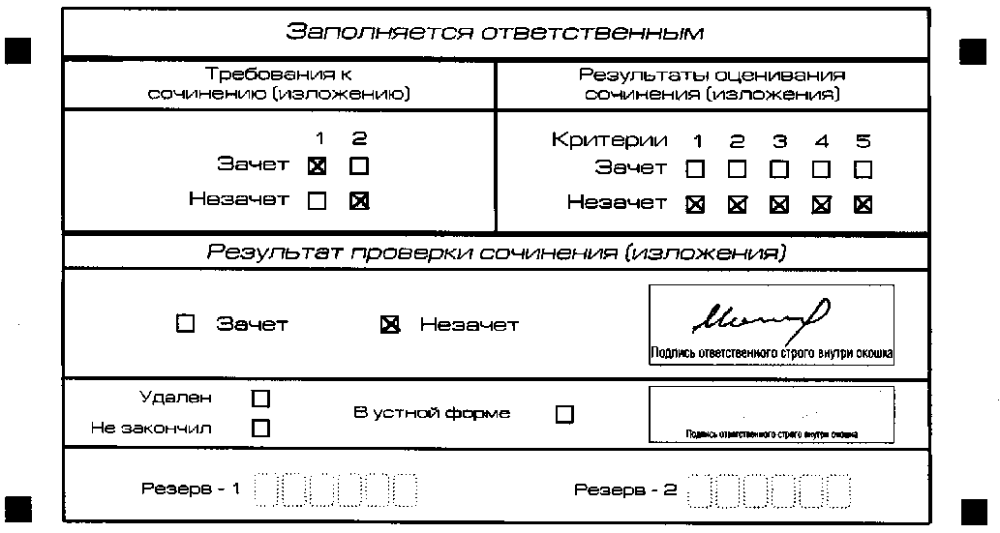 Заполняется ответственным
Требования к
сочинению (изложению)
1 2
Зачет
Незачет
Результаты оценивания
сочинения (изложения)
Критерии 1 2 3 4 5
Зачет
Незачет
Результат проверки сочинения (изложения)
Зачет Незачет
Подпись ответственного строго внутри окошка
Удален
Не закончил
В устной форме
Подпись ответственного строго внутри окошка
Резерв - 1 Резерв - 2